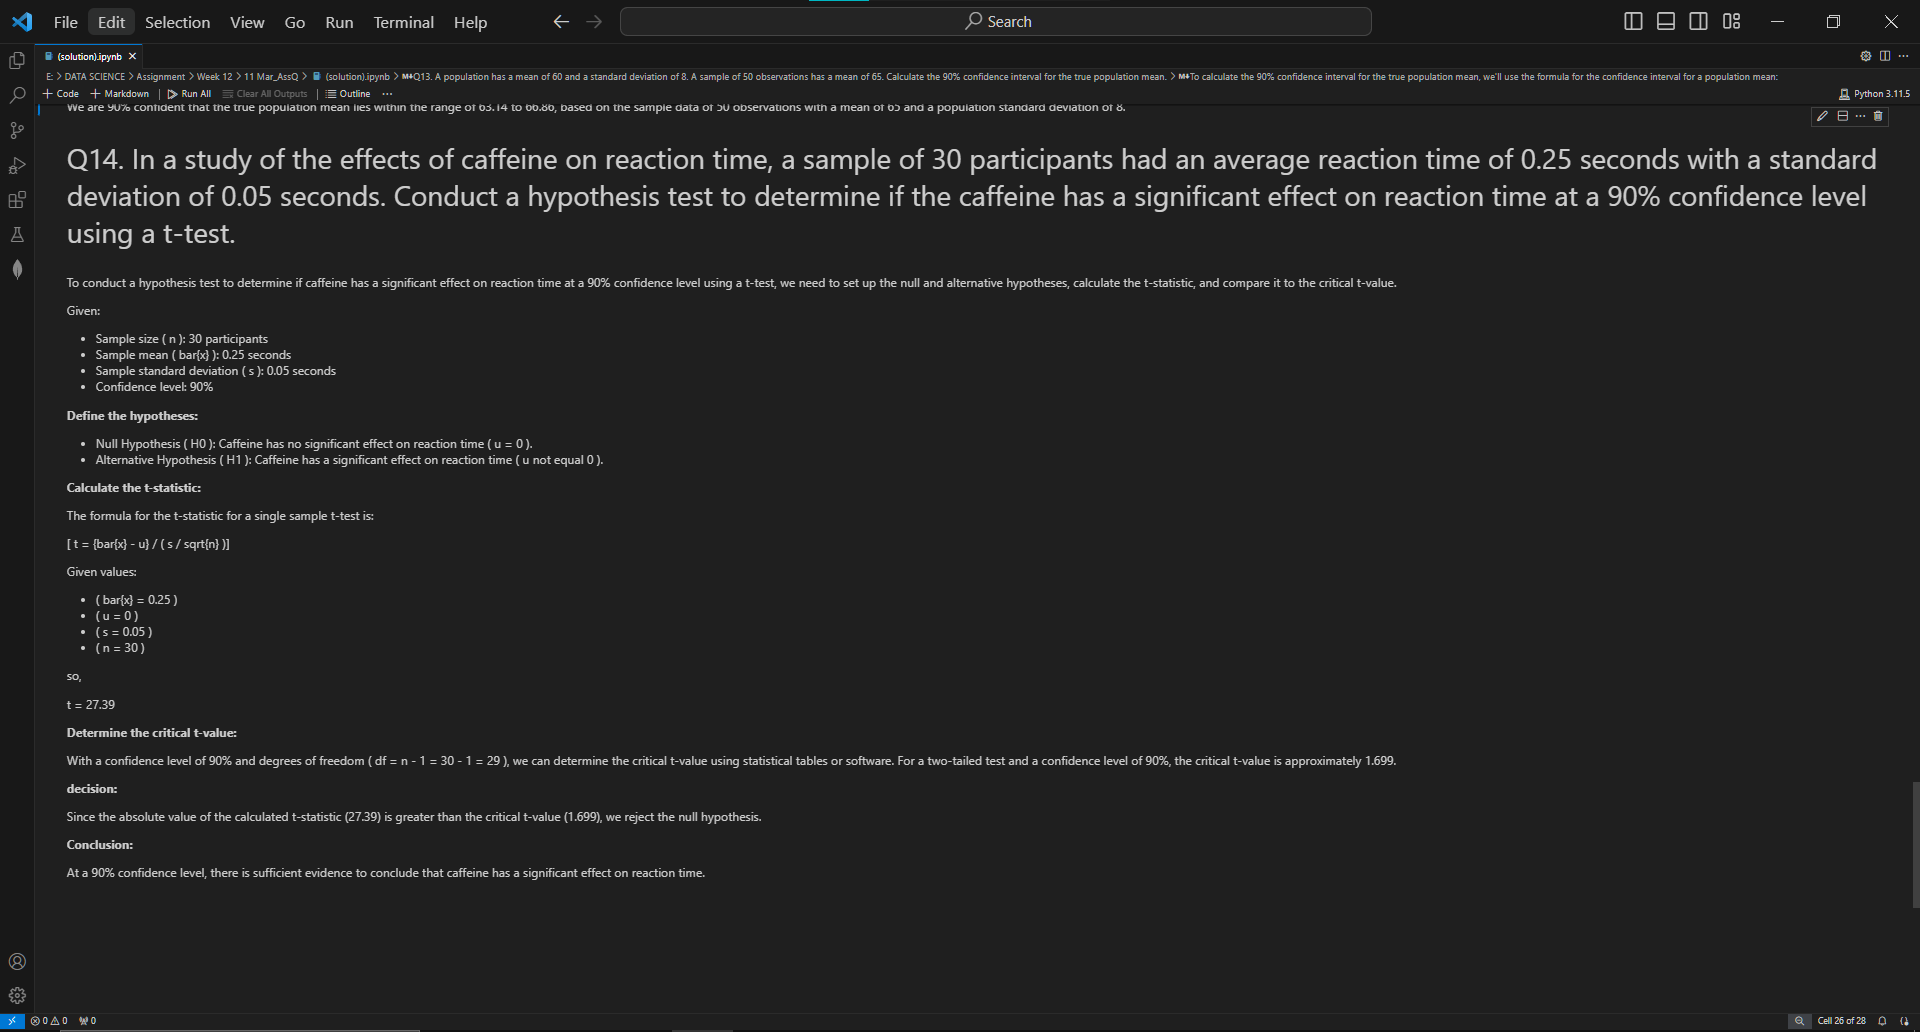 File Edit Selection View Go Run Terminal Help
Search
(solution).ipynb
E: > DATA SCIENCE > Assignment > Week 12 > 11 Mar_AssQ > (solution).ipynb > M↓Q13. A population has a mean of 60 and a standard deviation of 8. A sample of 50 observations has a mean of 65. Calculate the 90% confidence interval for the true population mean. > M↓To calculate the 90% confidence interval for the true population mean, we'll use the formula for the confidence interval for a population mean:
+ Code + Markdown | Run All Clear All Outputs | Outline ...
Python 3.11.5
We are 90% confident that the true population mean lies within the range of 63.14 to 66.86, based on the sample data of 50 observations with a mean of 65 and a population standard deviation of 8.
Q14. In a study of the effects of caffeine on reaction time, a sample of 30 participants had an average reaction time of 0.25 seconds with a standard
deviation of 0.05 seconds. Conduct a hypothesis test to determine if the caffeine has a significant effect on reaction time at a 90% confidence level
using a t-test.
To conduct a hypothesis test to determine if caffeine has a significant effect on reaction time at a 90% confidence level using a t-test, we need to set up the null and alternative hypotheses, calculate the t-statistic, and compare it to the critical t-value.
Given:
• Sample size ( n ): 30 participants
• Sample mean ( bar{x} ): 0.25 seconds
• Sample standard deviation ( s ): 0.05 seconds
• Confidence level: 90%
Define the hypotheses:
• Null Hypothesis ( H0 ): Caffeine has no significant effect on reaction time ( u = 0 ).
• Alternative Hypothesis ( H1 ): Caffeine has a significant effect on reaction time ( u not equal 0 ).
Calculate the t-statistic:
The formula for the t-statistic for a single sample t-test is:
[ t = {bar{x} - u} / ( s / sqrt{n} )]
Given values:
• ( bar{x} = 0.25 )
• ( u = 0 )
• ( s = 0.05 )
• ( n = 30 )
so,
t = 27.39
Determine the critical t-value:
With a confidence level of 90% and degrees of freedom ( df = n - 1 = 30 - 1 = 29 ), we can determine the critical t-value using statistical tables or software. For a two-tailed test and a confidence level of 90%, the critical t-value is approximately 1.699.
decision:
Since the absolute value of the calculated t-statistic (27.39) is greater than the critical t-value (1.699), we reject the null hypothesis.
Conclusion:
At a 90% confidence level, there is sufficient evidence to conclude that caffeine has a significant effect on reaction time.
0 0 0
Cell 26 of 28